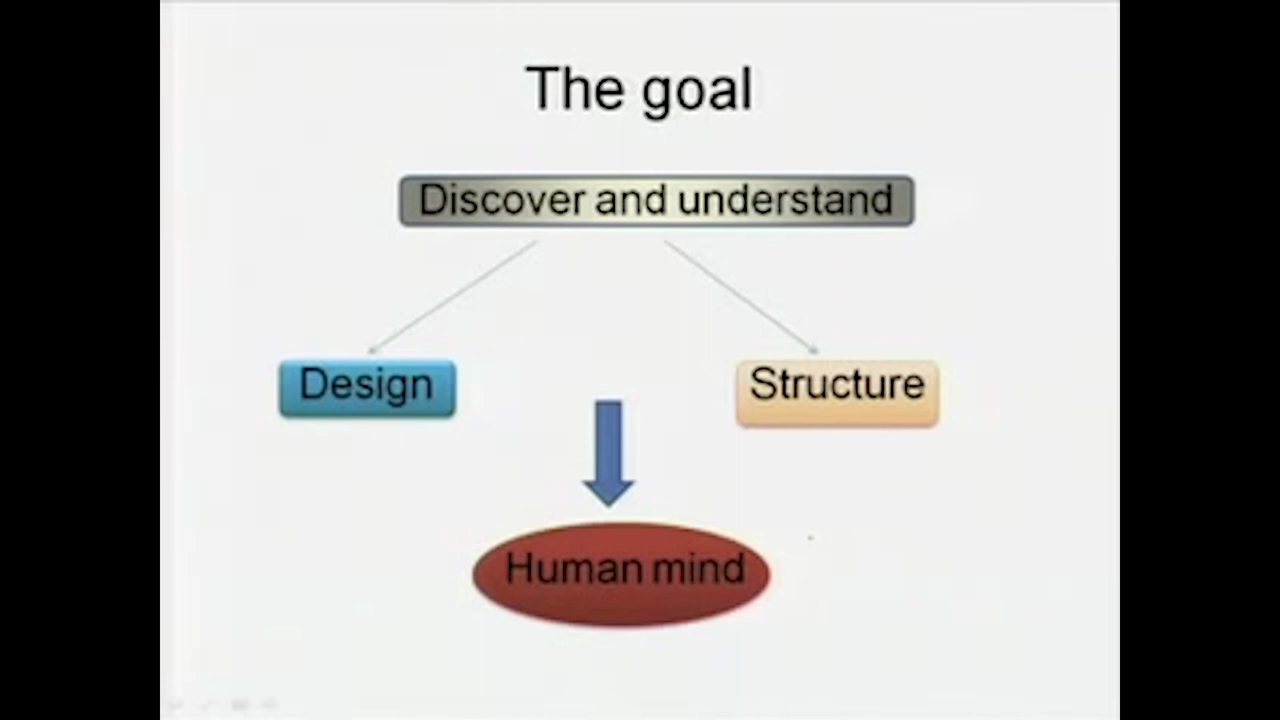 The goal
Discover and understand
Design
Structure
Human mind